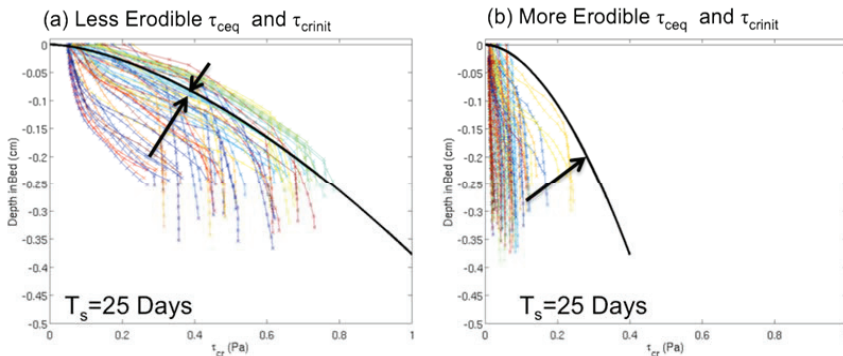 (a) Less Erodible τceq and τcrinit
0
-0.05
-0.1
-0.15
-0.2
-0.25
-0.3
-0.35
-0.4
-0.45
-0.5
Depth in Bed (cm)
Ts=25 Days
0 0.2 0.4 0.6 0.8 1
τcr (Pa)
(b) More Erodible τceq and τcrinit
0
-0.05
-0.1
-0.15
-0.2
-0.25
-0.3
-0.35
-0.4
-0.45
-0.5
Depth in Bed (cm)
Ts=25 Days
0 0.2 0.4 0.6 0.8
τcr (Pa)